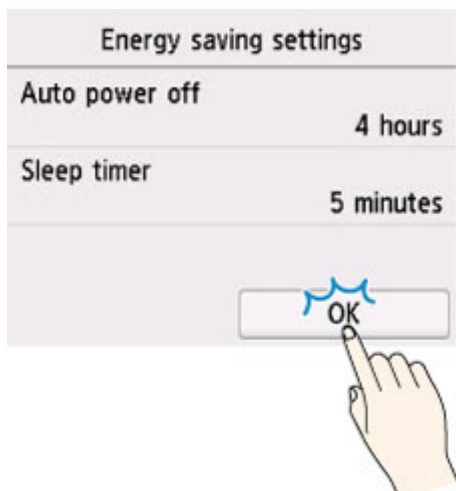 Energy saving settings
Auto power off
4 hours
Sleep timer
5 minutes
OK